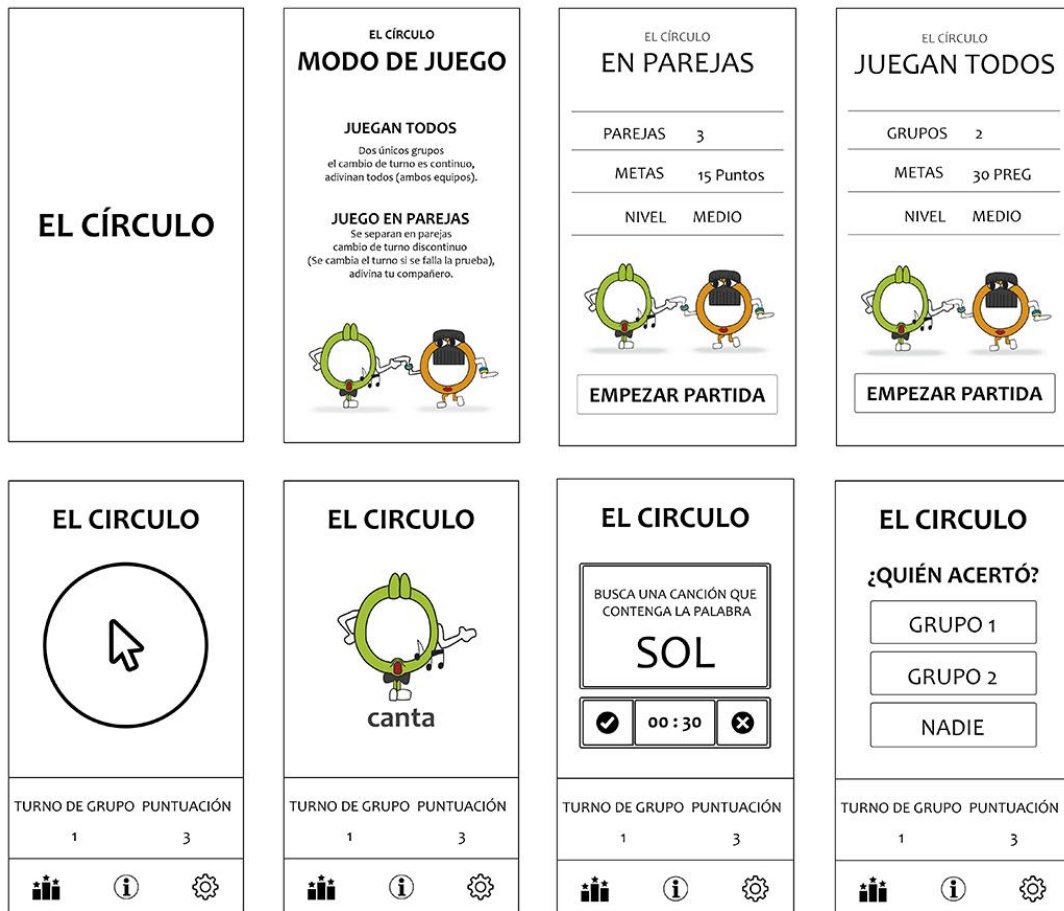 EL CÍRCULO
EL CÍRCULO
MODO DE JUEGO
JUEGAN TODOS
Dos únicos grupos
el cambio de turno es continuo,
adivinan todos (ambos equipos).
JUEGO EN PAREJAS
Se separan en parejas
cambio de turno discontinuo
(Se cambia el turno si se falla la prueba),
adivina tu compañero.
EL CÍRCULO
EN PAREJAS
PAREJAS 3
METAS 15 Puntos
NIVEL MEDIO
EMPEZAR PARTIDA
EL CÍRCULO
JUEGAN TODOS
GRUPOS 2
METAS 30 PREG
NIVEL MEDIO
EMPEZAR PARTIDA
EL CIRCULO
TURNO DE GRUPO PUNTUACIÓN
1 3
EL CIRCULO
canta
TURNO DE GRUPO PUNTUACIÓN
1 3
EL CIRCULO
BUSCA UNA CANCIÓN QUE
CONTENGA LA PALABRA
SOL
00 : 30
TURNO DE GRUPO PUNTUACIÓN
1 3
EL CIRCULO
¿QUIÉN ACERTÓ?
GRUPO 1
GRUPO 2
NADIE
TURNO DE GRUPO PUNTUACIÓN
1 3